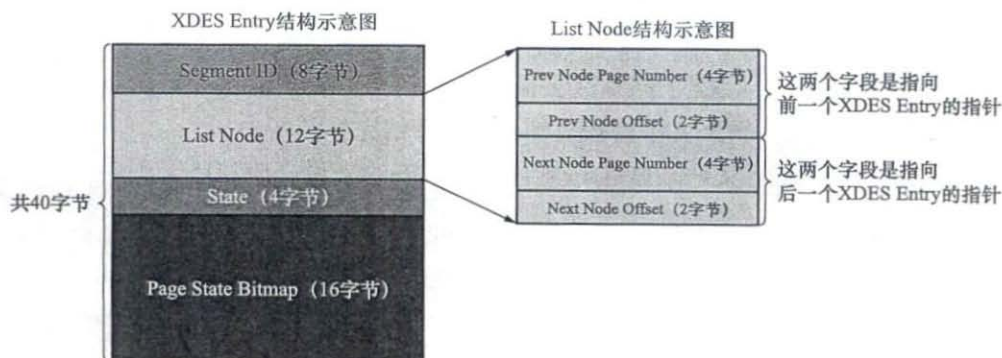 XDES Entry结构示意图
Segment ID（8字节）
List Node（12字节）
State（4字节）
Page State Bitmap（16字节）
共40字节
List Node结构示意图
Prev Node Page Number（4字节）
Prev Node Offset（2字节）
Next Node Page Number（4字节）
Next Node Offset（2字节）
这两个字段是指向
前一个XDES Entry的指针
这两个字段是指向
后一个XDES Entry的指针